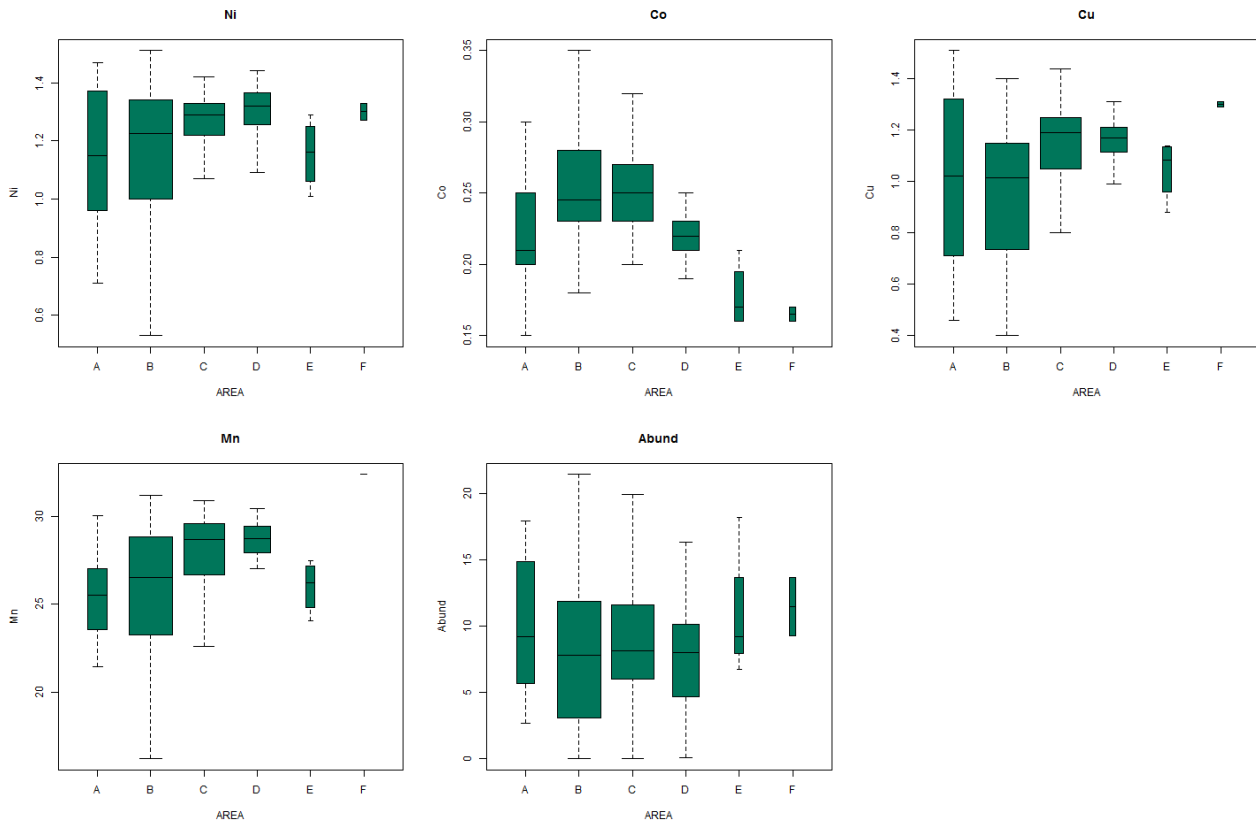 Ni
Ni
1.4
1.2
1.0
0.8
0.6
A B C D E F
AREA
Co
Co
0.35
0.30
0.25
0.20
0.15
A B C D E F
AREA
Cu
Cu
1.4
1.2
1.0
0.8
0.6
0.4
A B C D E F
AREA
Mn
Mn
30
25
20
A B C D E F
AREA
Abund
Abund
20
15
10
5
0
A B C D E F
AREA